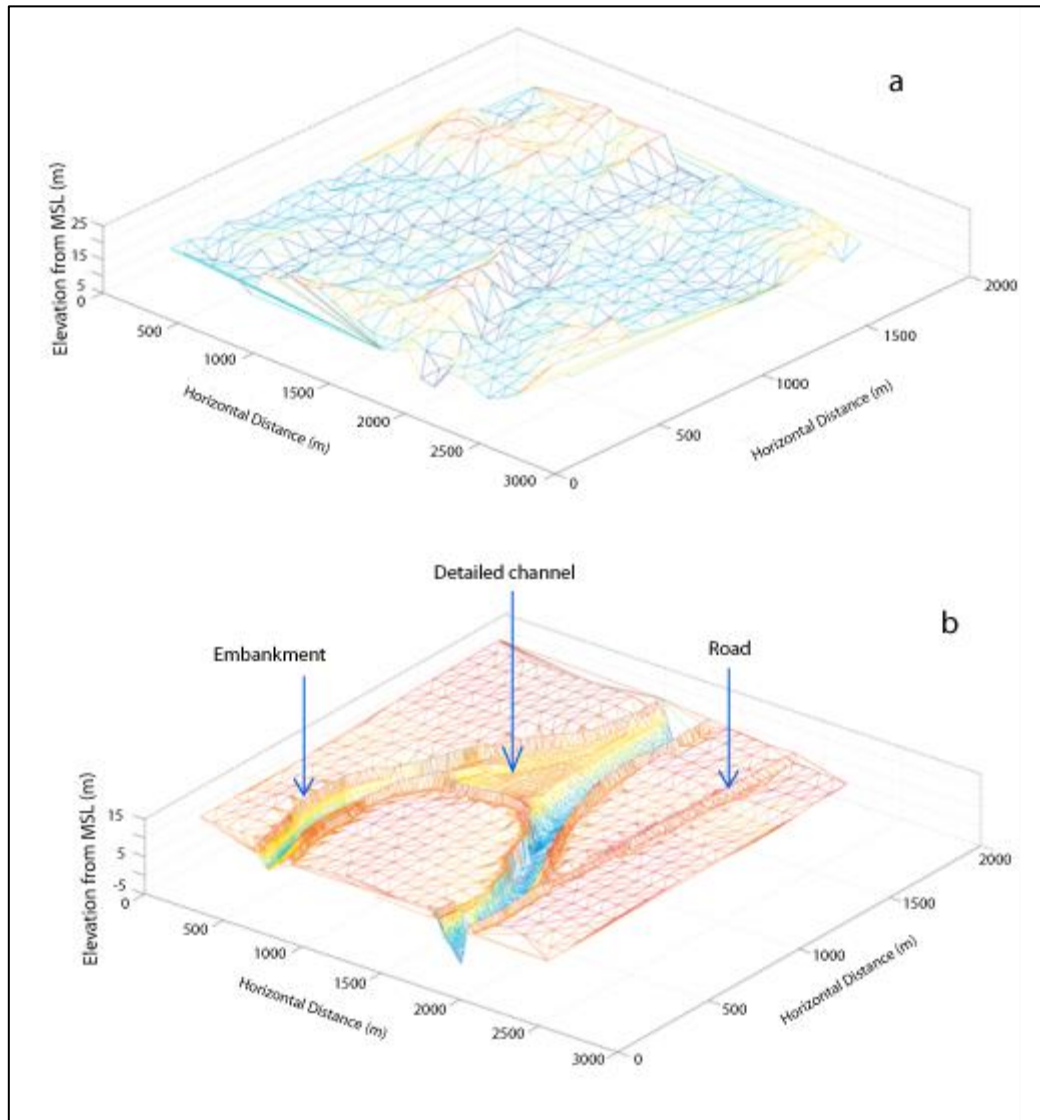 a
Elevation from MSL (m)
25
15
5
0
500
1000
1500
2000
2500
3000
Horizontal Distance (m)
0
500
1000
1500
2000
Horizontal Distance (m)
Detailed channel
b
Embankment
Road
Elevation from MSL (m)
15
5
-5
0
500
1000
1500
2000
2500
3000
Horizontal Distance (m)
0
500
1000
1500
2000
Horizontal Distance (m)